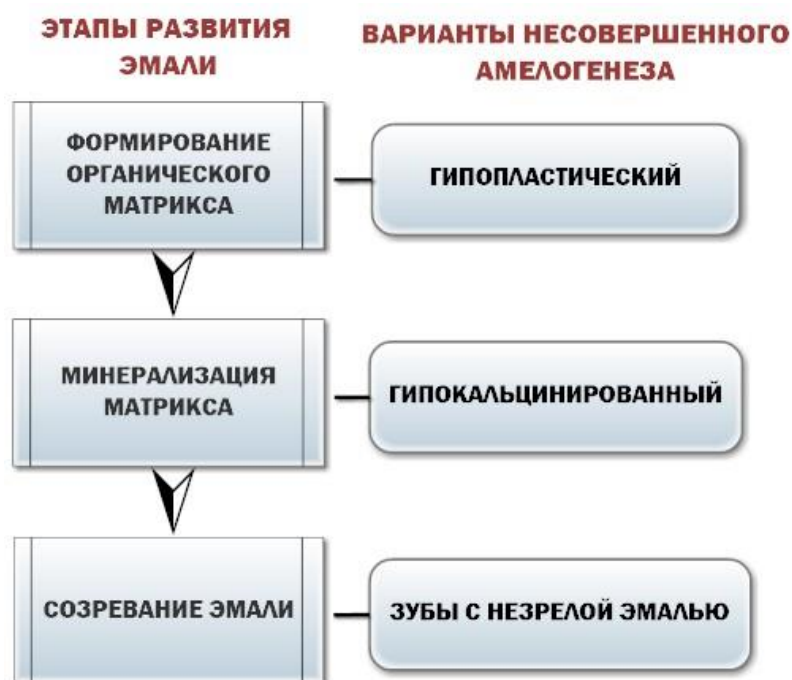 ЭТАПЫ РАЗВИТИЯ
ЭМАЛИ
ВАРИАНТЫ НЕСОВЕРШЕННОГО
АМЕЛОГЕНЕЗА
ФОРМИРОВАНИЕ
ОРГАНИЧЕСКОГО
МАТРИКСА
ГИПОПЛАСТИЧЕСКИЙ
МИНЕРАЛИЗАЦИЯ
МАТРИКСА
ГИПОКАЛЬЦИНИРОВАННЫЙ
СОЗРЕВАНИЕ ЭМАЛИ
ЗУБЫ С НЕЗРЕЛОЙ ЭМАЛЬЮ